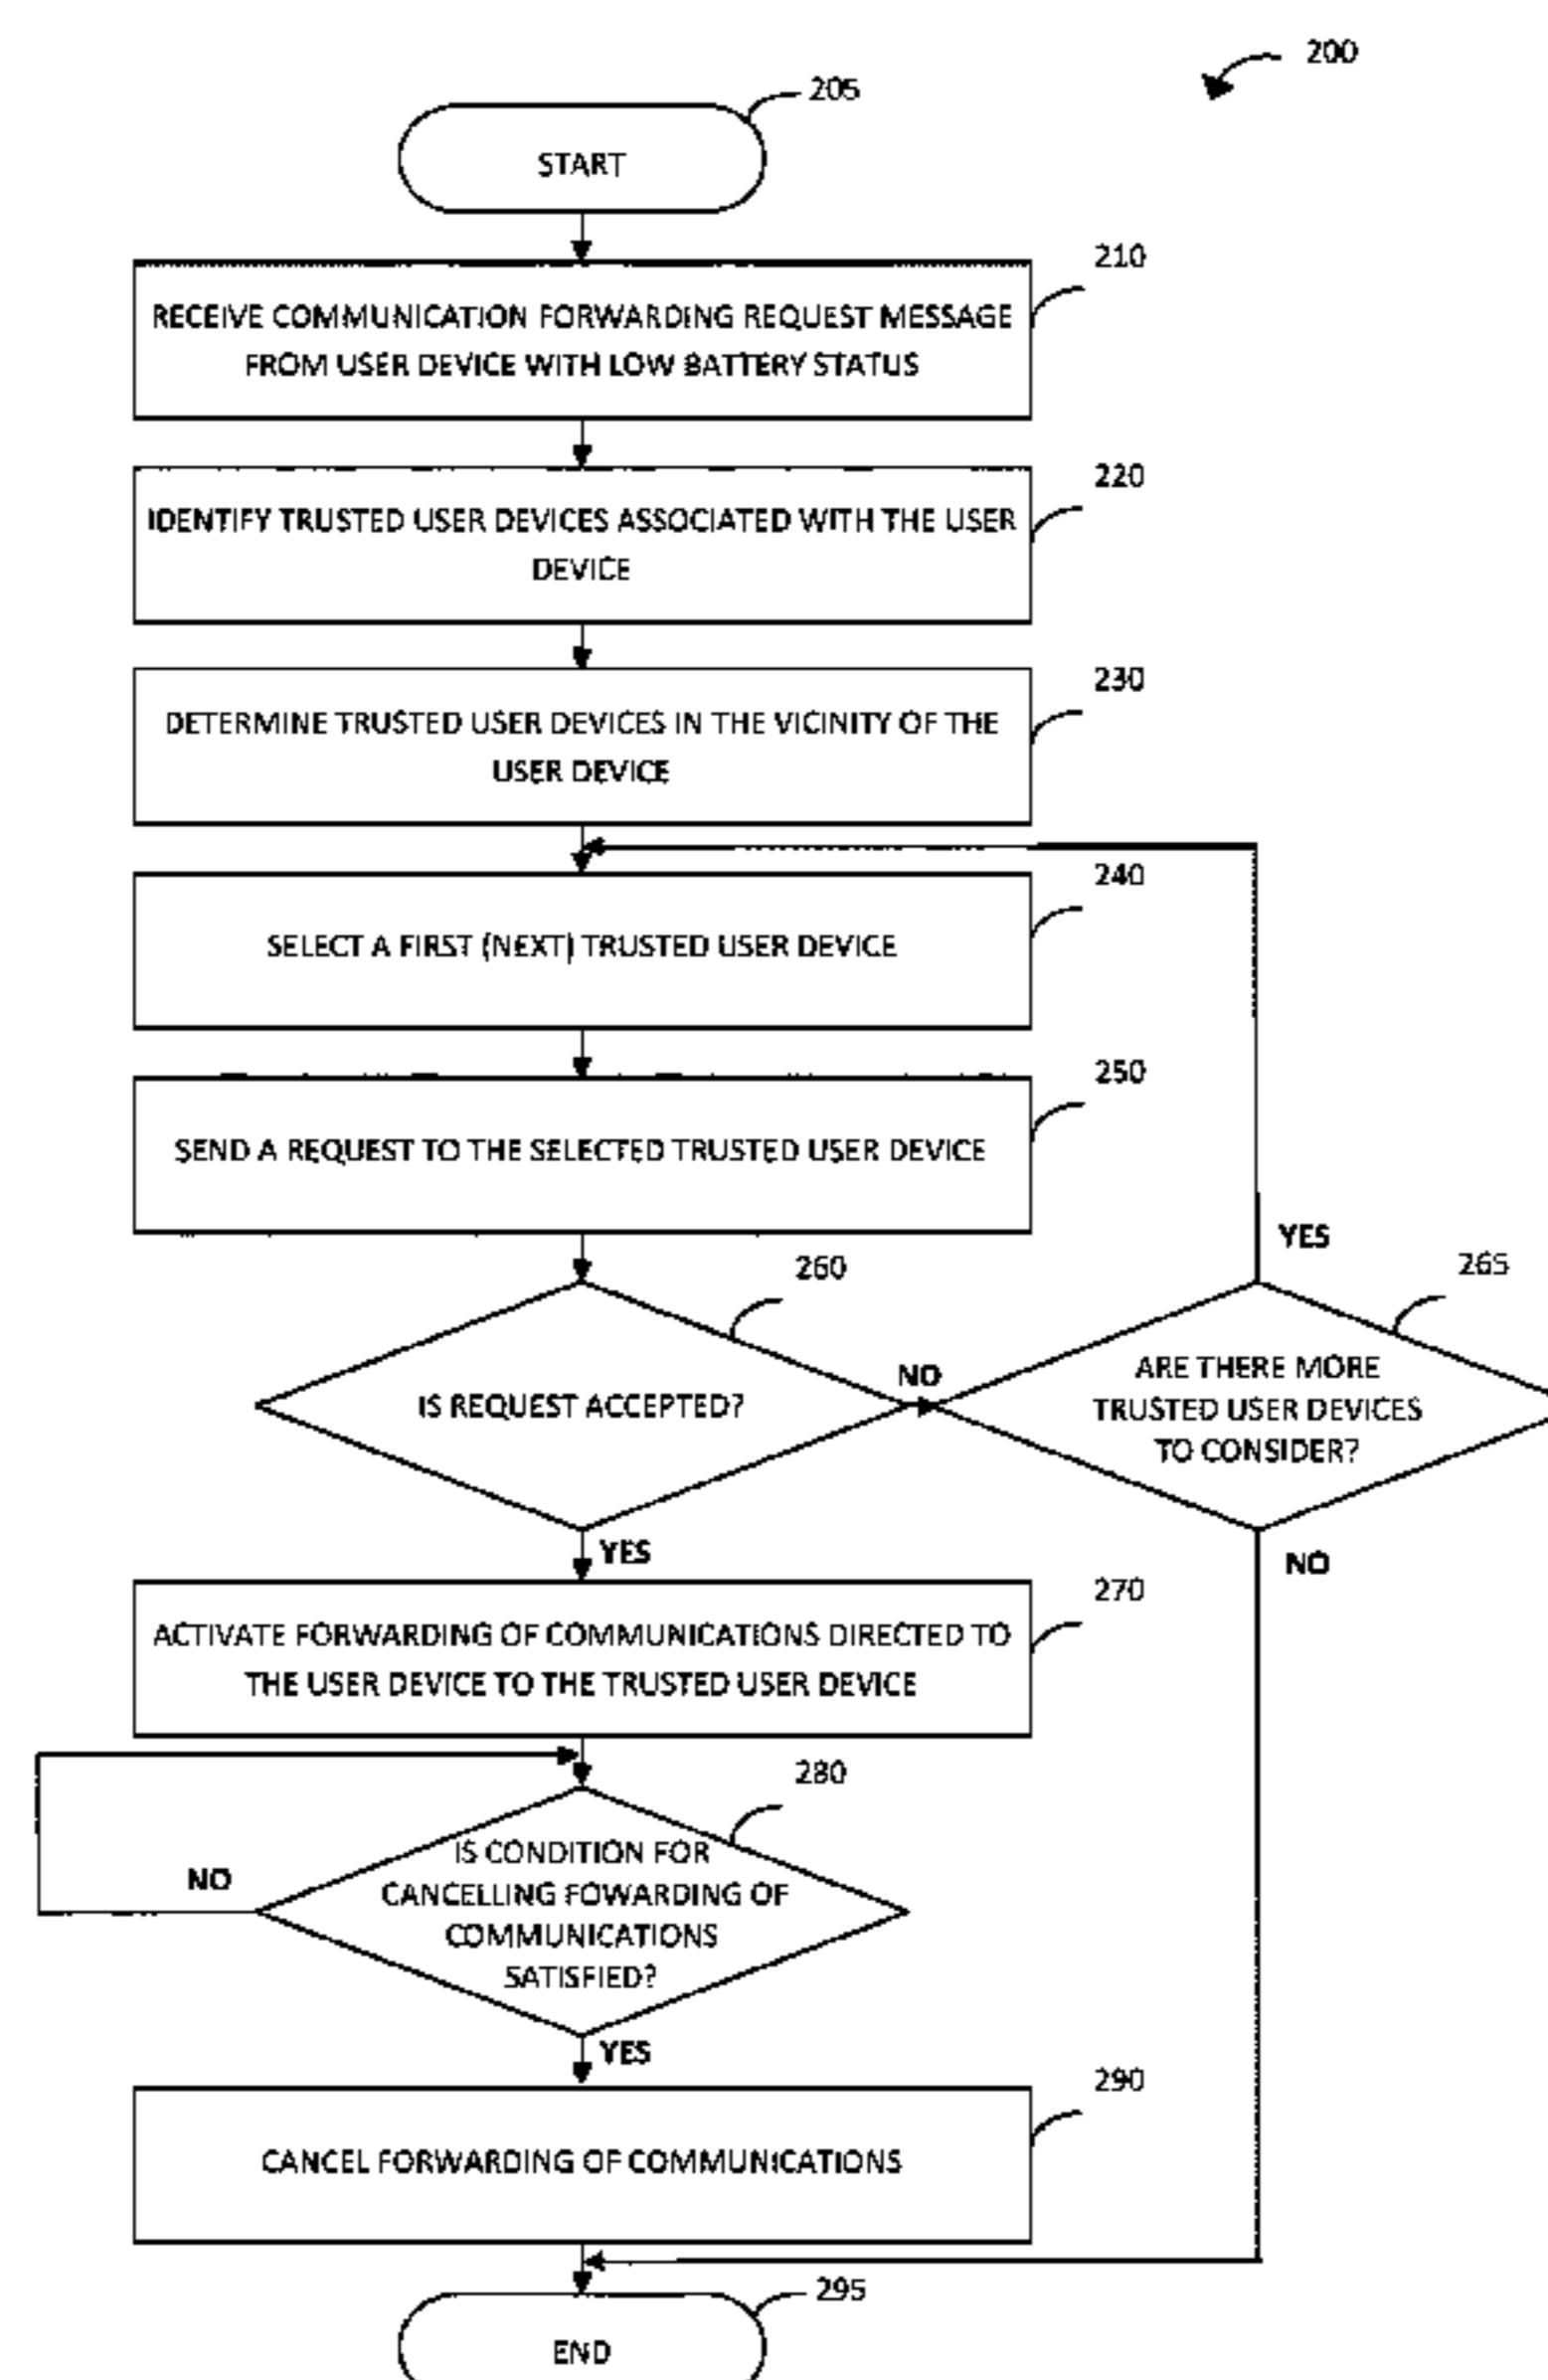 200
205
START
210
RECEIVE COMMUNICATION FORWARDING REQUEST MESSAGE
FROM USER DEVICE WITH LOW BATTERY STATUS
220
IDENTIFY TRUSTED USER DEVICES ASSOCIATED WITH THE USER
DEVICE
230
DETERMINE TRUSTED USER DEVICES IN THE VICINITY OF THE
USER DEVICE
240
SELECT A FIRST (NEXT) TRUSTED USER DEVICE
250
SEND A REQUEST TO THE SELECTED TRUSTED USER DEVICE
YES
260
265
NO
IS REQUEST ACCEPTED?
ARE THERE MORE
TRUSTED USER DEVICES
TO CONSIDER?
YES
NO
270
ACTIVATE FORWARDING OF COMMUNICATIONS DIRECTED TO
THE USER DEVICE TO THE TRUSTED USER DEVICE
280
NO
IS CONDITION FOR
CANCELLING FOWARDING OF
COMMUNICATIONS
SATISFIED?
YES
290
CANCEL FORWARDING OF COMMUNICATIONS
295
END